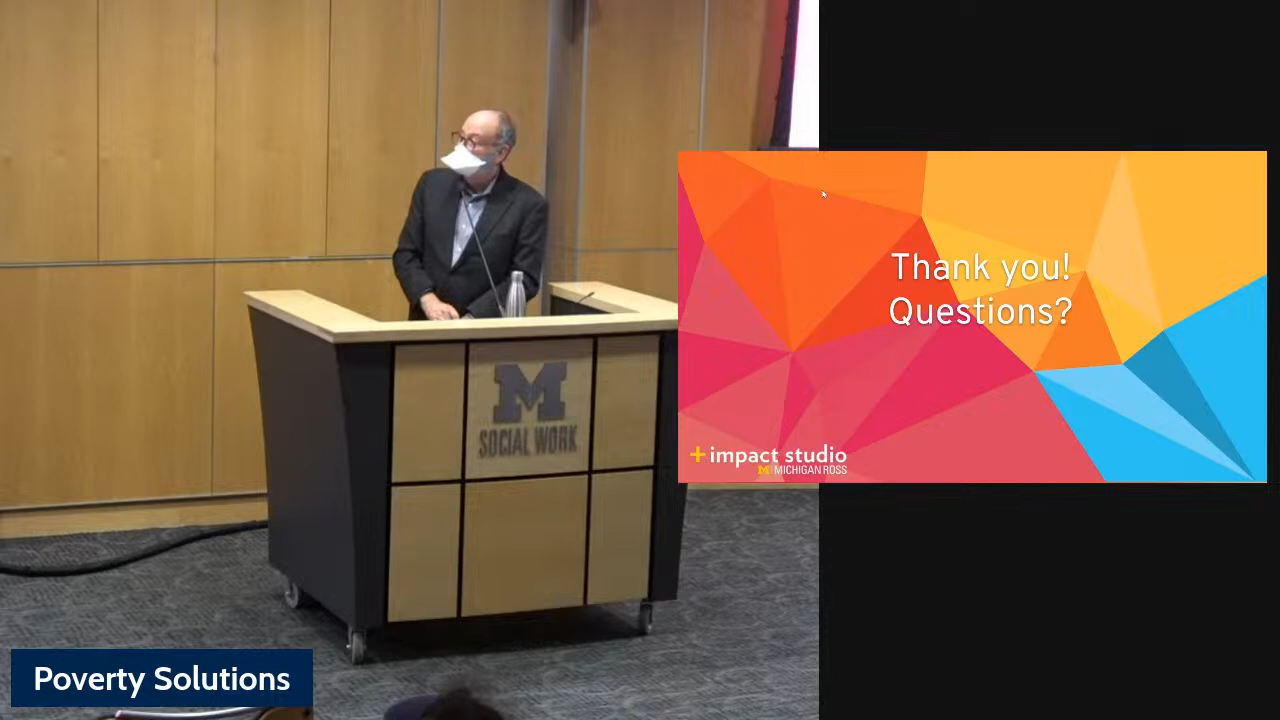 M
SOCIAL WORK
Thank you!
Questions?
+impact studio
M MICHIGAN ROSS
Poverty Solutions